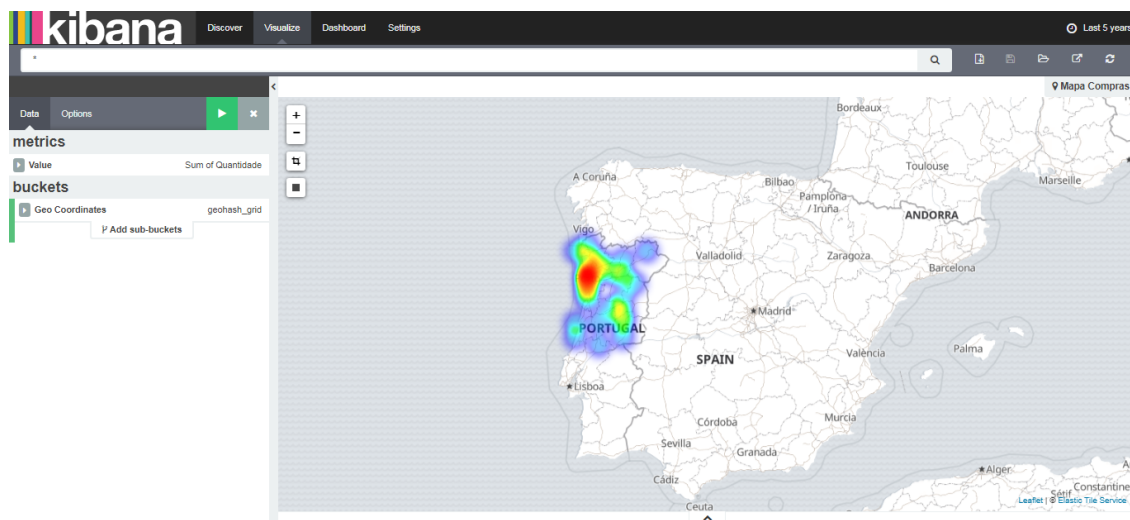 kibana
Discover Visualize Dashboard Settings
Last 5 years
*
Mapa Compras
Data Options
metrics
Value Sum of Quantidade
buckets
Geo Coordinates geohash_grid
Add sub-buckets
+
−
Bordeaux
Toulouse
A Coruña
Bilbao
Marseille
Pamplona
/ Iruña
ANDORRA
Vigo
Valladolid
Zaragoza
Barcelona
Madrid
PORTUGAL
Palma
València
SPAIN
Lisboa
Murcia
Córdoba
Sevilla
Granada
Alger
Cádiz
Constantine
Sétif
Leaflet | © Elastic Tile Service
Ceuta